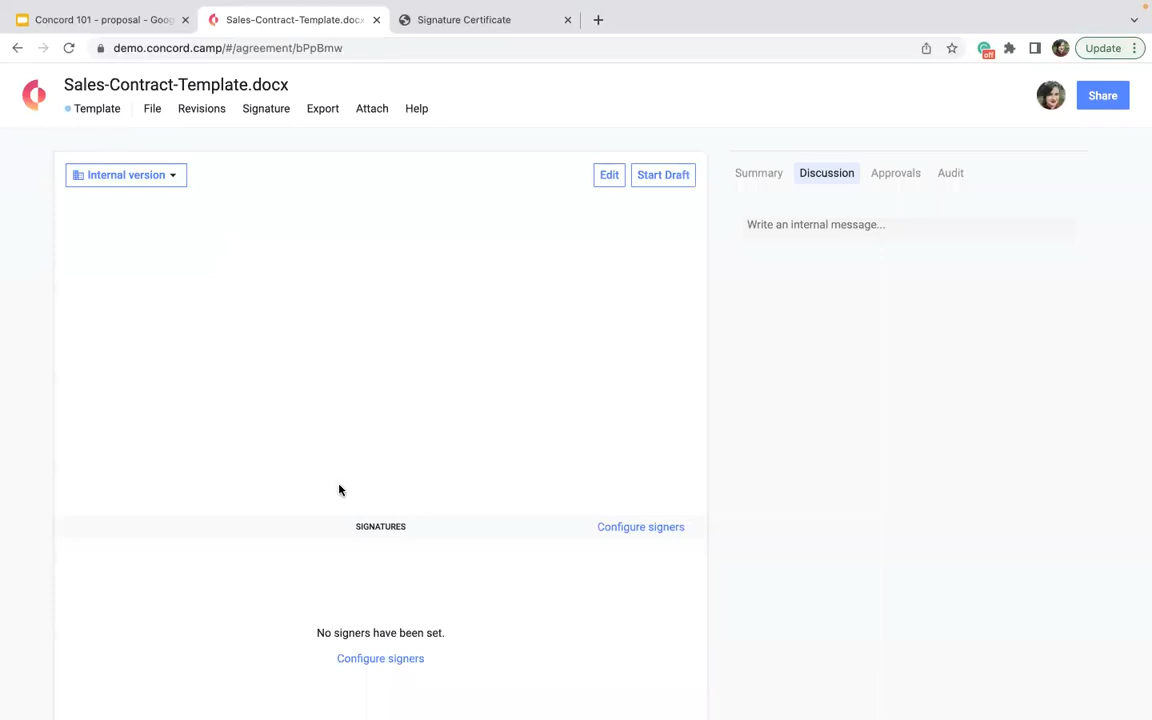 Concord 101 - proposal - Goog
Sales-Contract-Template.docx
Signature Certificate
demo.concord.camp/#/agreement/bPpBmw
off
Update
Sales-Contract-Template.docx
Template
File
Revisions
Signature
Export
Attach
Help
Share
Internal version
Edit
Start Draft
Summary
Discussion
Approvals
Audit
Write an internal message...
SIGNATURES
Configure signers
No signers have been set.
Configure signers